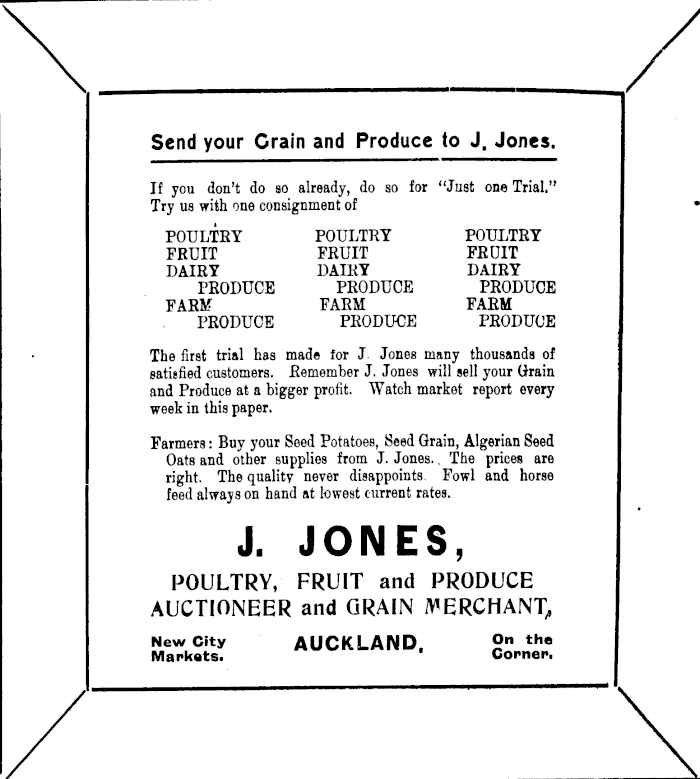 Send your Grain and Produce to J. Jones.
If you don't do so already, do so for "Just one Trial."
Try us with one consignment of
POULTRY POULTRY POULTRY
FRUIT FRUIT FRUIT
DAIRY DAIRY DAIRY
PRODUCE PRODUCE PRODUCE
FARM FARM FARM
PRODUCE PRODUCE PRODUCE
The first trial has made for J. Jones many thousands of
satisfied customers. Remember J. Jones will sell your Grain
and Produce at a bigger profit. Watch market report every
week in this paper.
Farmers: Buy your Seed Potatoes, Seed Grain, Algerian Seed
Oats and other supplies from J. Jones. The prices are
right. The quality never disappoints. Fowl and horse
feed always on hand at lowest current rates.
J. JONES,
POULTRY, FRUIT and PRODUCE
AUCTIONEER and GRAIN MERCHANT,
New City AUCKLAND. On the
Markets. Corner.